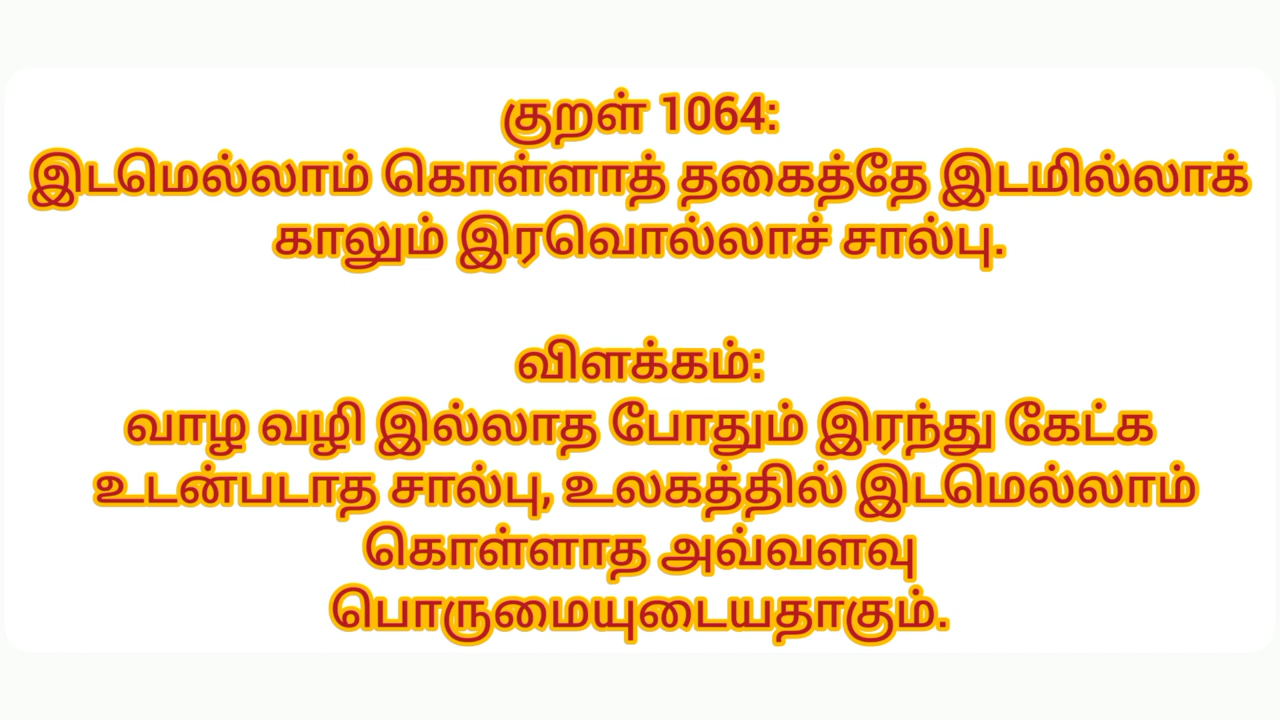 குறள் 1064:
இடமெல்லாம் கொள்ளாத் தகைத்தே இடமில்லாக்
காலும் இரவொல்லாச் சால்பு.
விளக்கம்:
வாழ வழி இல்லாத போதும் இரந்து கேட்க
உடன்படாத சால்பு, உலகத்தில் இடமெல்லாம்
கொள்ளாத அவ்வளவு
பொருமையுடையதாகும்.